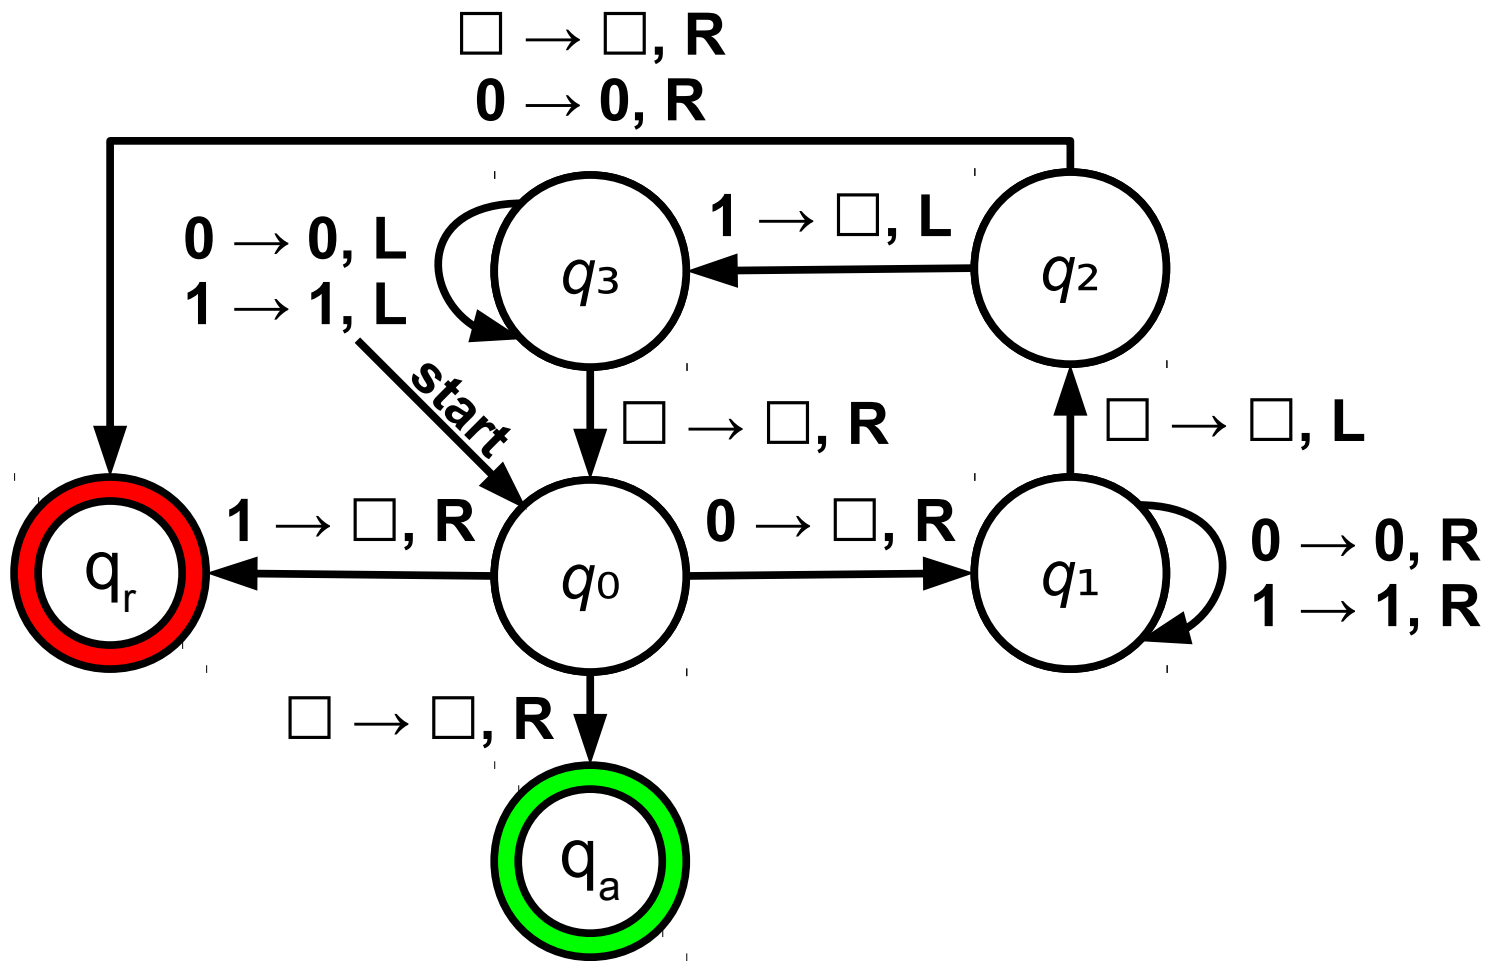 □ → □, R
0 → 0, R
0 → 0, L
1 → 1, L
start
1 → □, L
q₃
q₂
□ → □, R
□ → □, L
1 → □, R
0 → □, R
0 → 0, R
1 → 1, R
qᵣ
q₀
q₁
□ → □, R
qₐ